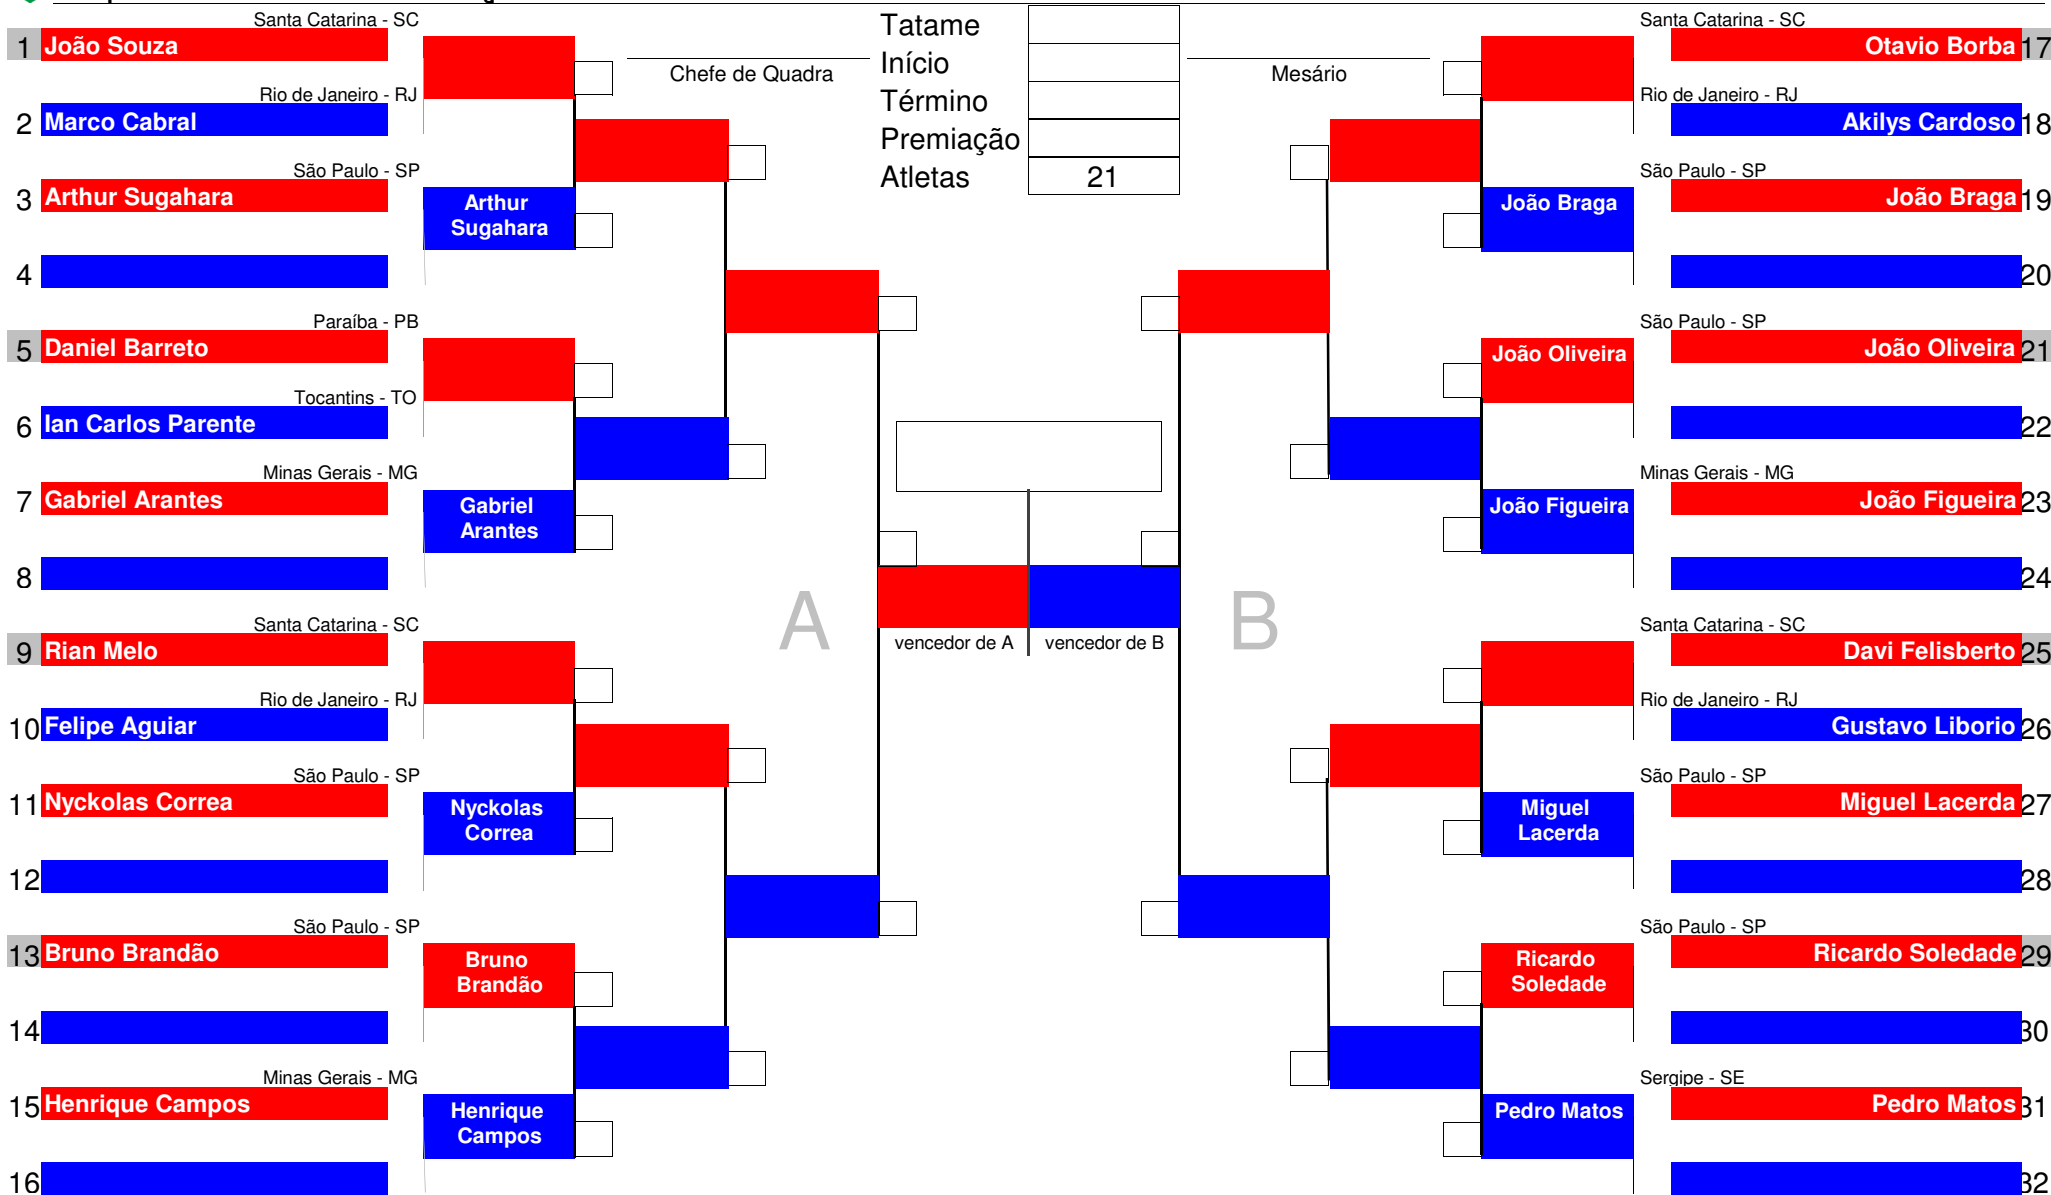 Santa Catarina - SC
1 João Souza
Rio de Janeiro - RJ
2 Marco Cabral
São Paulo - SP
3 Arthur Sugahara
Arthur
Sugahara
4
Paraíba - PB
5 Daniel Barreto
Tocantins - TO
6 Ian Carlos Parente
Minas Gerais - MG
7 Gabriel Arantes
Gabriel
Arantes
8
Santa Catarina - SC
9 Rian Melo
Rio de Janeiro - RJ
10 Felipe Aguiar
São Paulo - SP
11 Nyckolas Correa
Nyckolas
Correa
12
São Paulo - SP
13 Bruno Brandão
Bruno
Brandão
14
Minas Gerais - MG
15 Henrique Campos
Henrique
Campos
16
Chefe de Quadra
Tatame
Início
Término
Premiação
Atletas 21
Mesário
A
B
vencedor de A
vencedor de B
Santa Catarina - SC
Otavio Borba 17
Rio de Janeiro - RJ
Akilys Cardoso 18
São Paulo - SP
João Braga 19
João Braga
20
São Paulo - SP
João Oliveira 21
João Oliveira
22
Minas Gerais - MG
João Figueira 23
João Figueira
24
Santa Catarina - SC
Davi Felisberto 25
Rio de Janeiro - RJ
Gustavo Liborio 26
São Paulo - SP
Miguel Lacerda 27
Miguel
Lacerda
28
São Paulo - SP
Ricardo Soledade 29
Ricardo
Soledade
30
Sergipe - SE
Pedro Matos 31
Pedro Matos
32